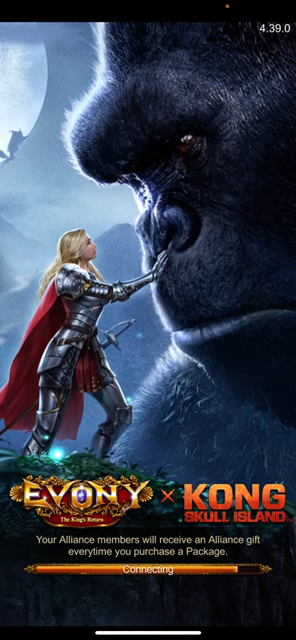 4.39.0
EVONY × KONG
The King's Return SKULL ISLAND
Your Alliance members will receive an Alliance gift
everytime you purchase a Package.
Connecting